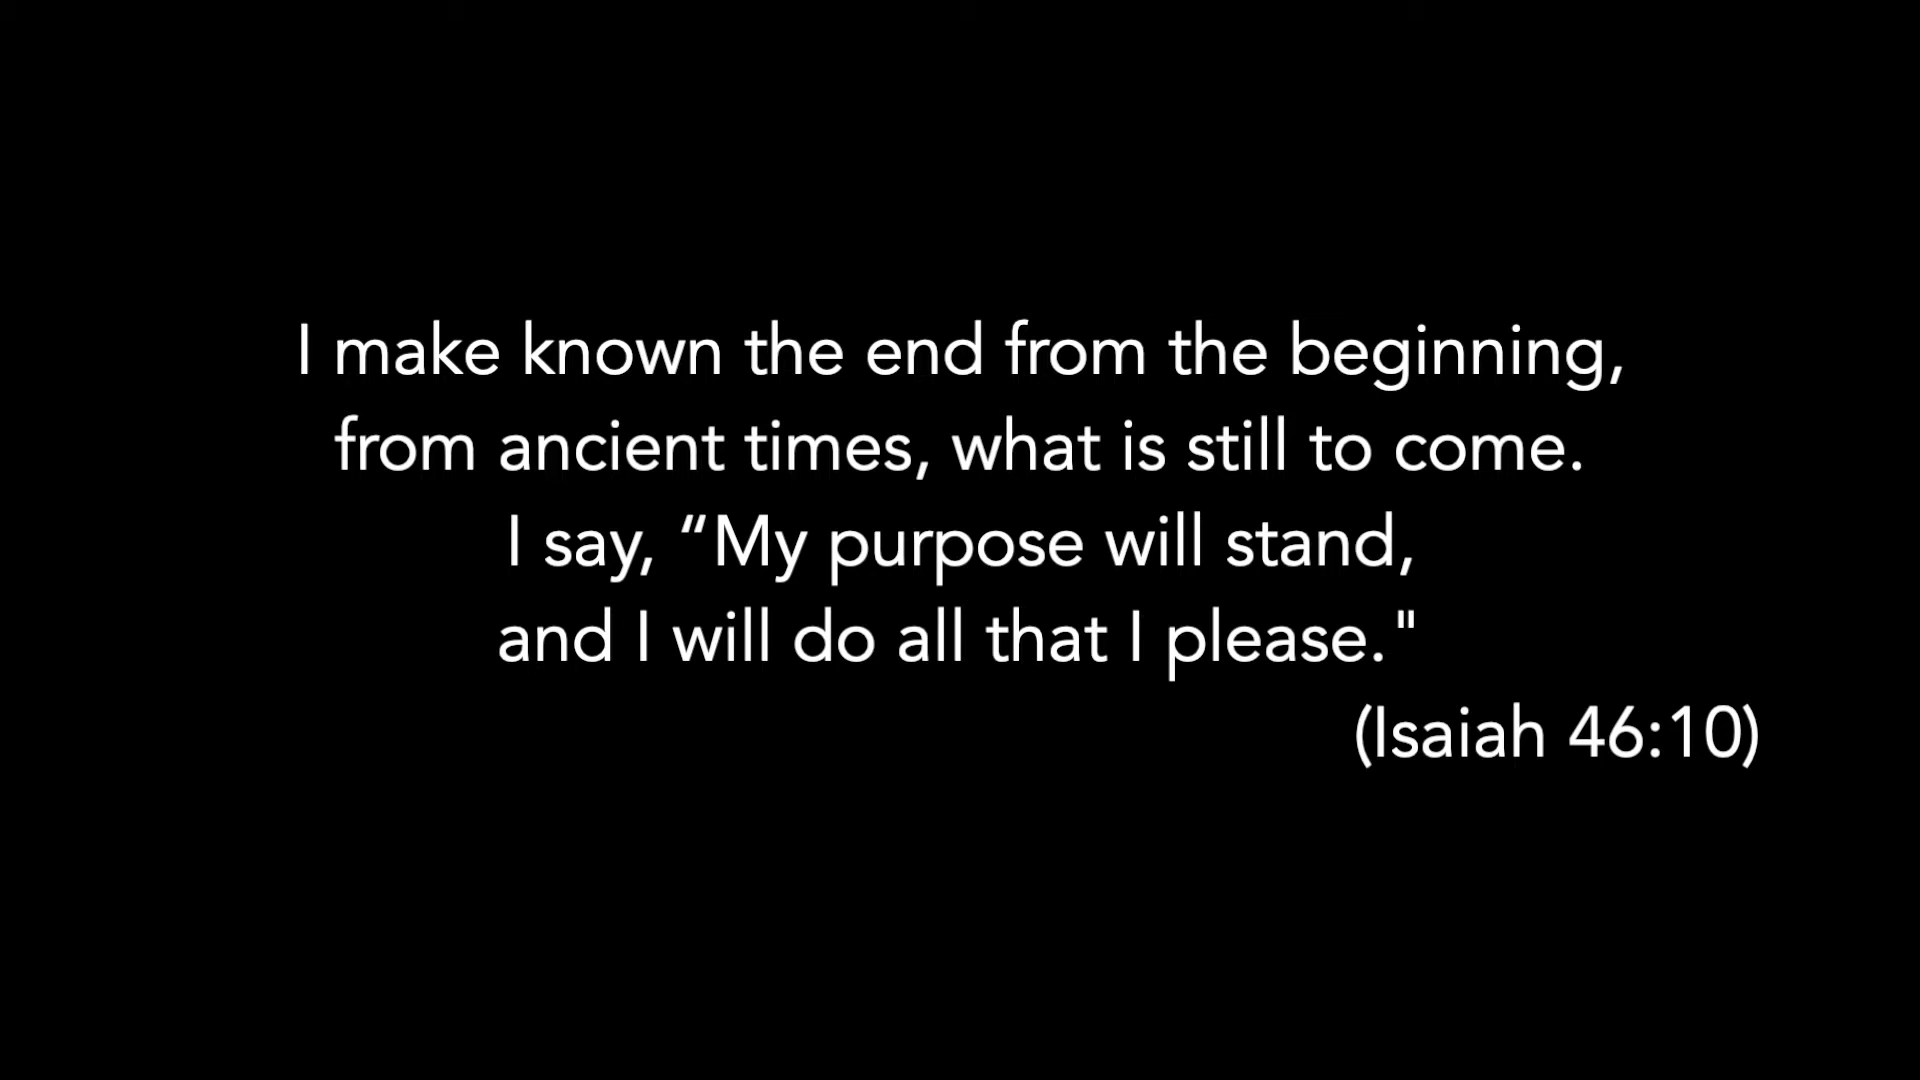 I make known the end from the beginning,
from ancient times, what is still to come.
I say, “My purpose will stand,
and I will do all that I please."
(Isaiah 46:10)